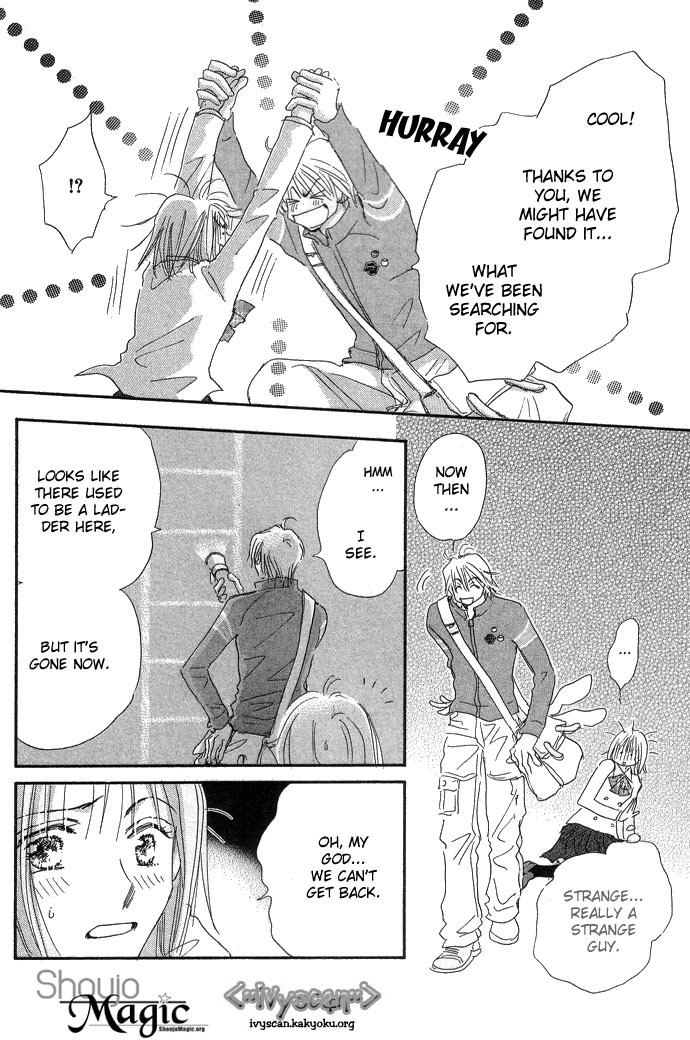 COOL!
THANKS TO
YOU, WE
MIGHT HAVE
FOUND IT...
WHAT
WE'VE BEEN
SEARCHING
FOR.
HURRAY
!?
NOW
THEN
...
...
STRANGE...
REALLY A
STRANGE
GUY.
HMM
...
I
SEE.
LOOKS LIKE
THERE USED
TO BE A LAD-
DER HERE,
BUT IT'S
GONE NOW.
OH, MY
GOD...
WE CAN'T
GET BACK.
Shoujo
Magic
ShoujoMagic.org
<::ivyscan::>
ivyscan.kakyoku.org